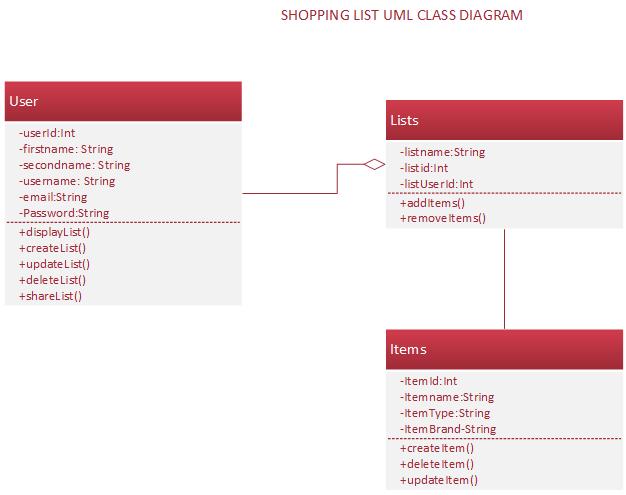 SHOPPING LIST UML CLASS DIAGRAM
User
-userId:Int
-firstname: String
-secondname: String
-username: String
-email:String
-Password:String
+displayList()
+createList()
+updateList()
+deleteList()
+shareList()
Lists
-listname:String
-listid:Int
-listUserId:Int
+addItems()
+removeItems()
Items
-ItemId:Int
-Itemname:String
-ItemType:String
-ItemBrand-String
+createItem()
+deleteItem()
+updateItem()